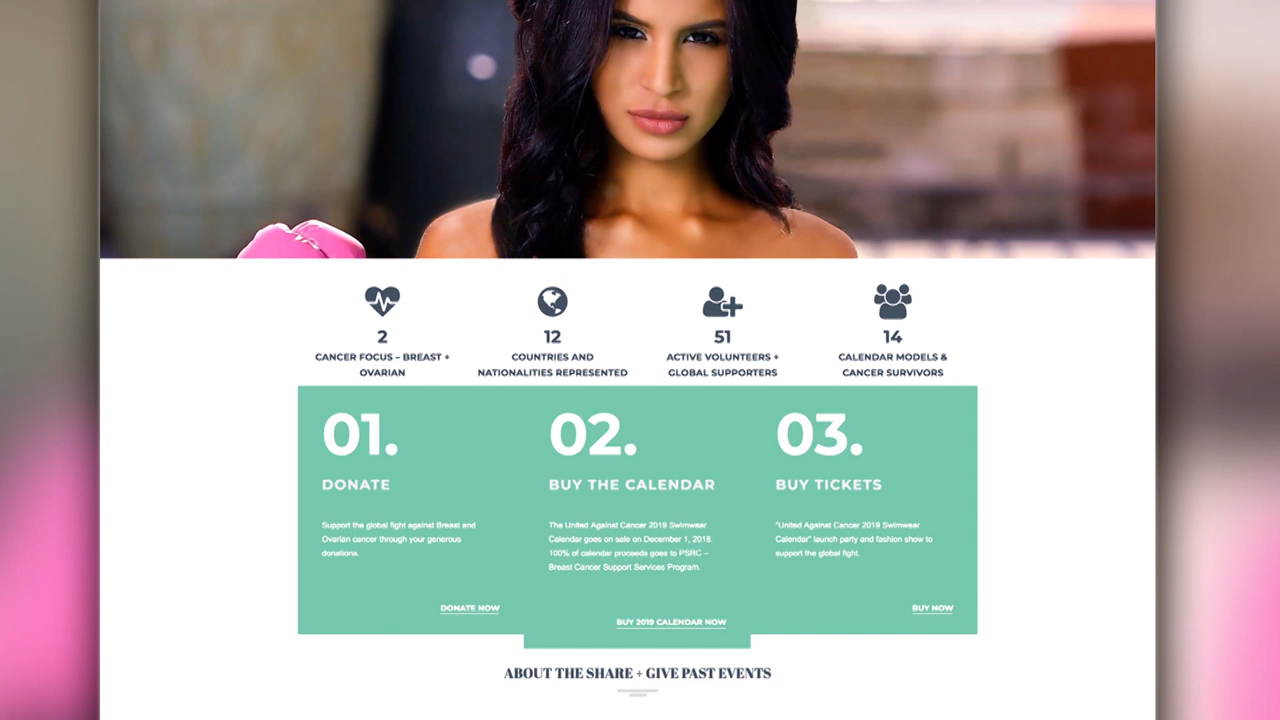 2
CANCER FOCUS – BREAST +
OVARIAN
12
COUNTRIES AND
NATIONALITIES REPRESENTED
51
ACTIVE VOLUNTEERS +
GLOBAL SUPPORTERS
14
CALENDAR MODELS &
CANCER SURVIVORS
01.
DONATE
Support the global fight against Breast and
Ovarian cancer through your generous
donations.
DONATE NOW
02.
BUY THE CALENDAR
The United Against Cancer 2019 Swimwear
Calendar goes on sale on December 1, 2018.
100% of calendar proceeds goes to PSRC –
Breast Cancer Support Services Program.
BUY 2019 CALENDAR NOW
03.
BUY TICKETS
"United Against Cancer 2019 Swimwear
Calendar" launch party and fashion show to
support the global fight.
BUY NOW
ABOUT THE SHARE + GIVE PAST EVENTS